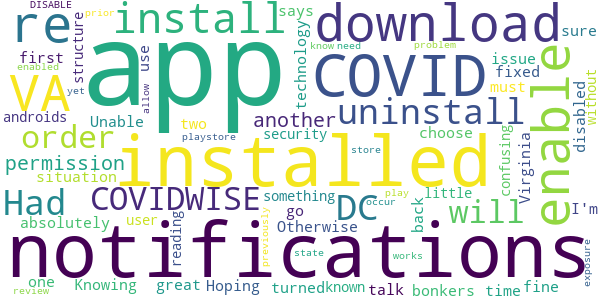 DISABLE
prior
re
install
says
download
first
enabled
structure
use
app
technology
know
need
problem
sure
issue
fixed
COVID
VA
androids
yet
allow
must
enable
disabled
without
Unable
another
uninstall
order
two
playstore
security
choose
permission
store
installed
confusing
Virginia
situation
Had
COVIDWISE
something
DC
little
occur
play
will
I'm
absolutely
user
reading
go
Otherwise
back
previously
notifications
exposure
state
works
one
review
Knowing
great
Hoping
turned
known
talk
bonkers
time
fine